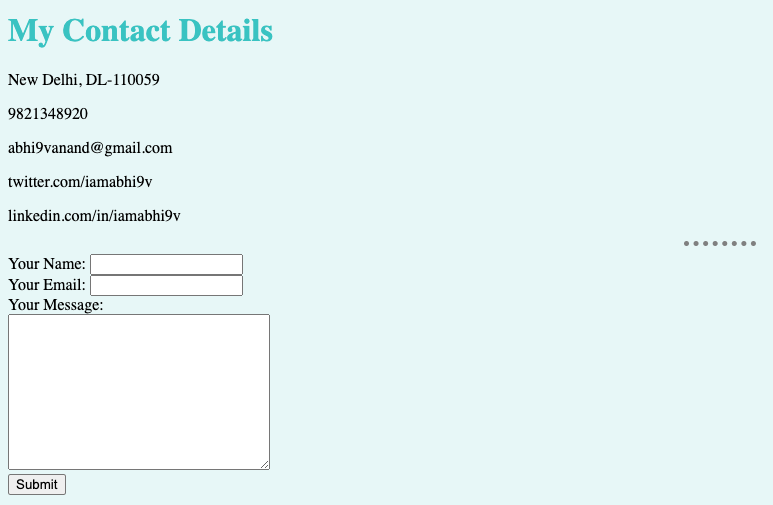 My Contact Details
New Delhi, DL-110059
9821348920
abhi9vanand@gmail.com
twitter.com/iamabhi9v
linkedin.com/in/iamabhi9v
Your Name:
Your Email:
Your Message:
Submit